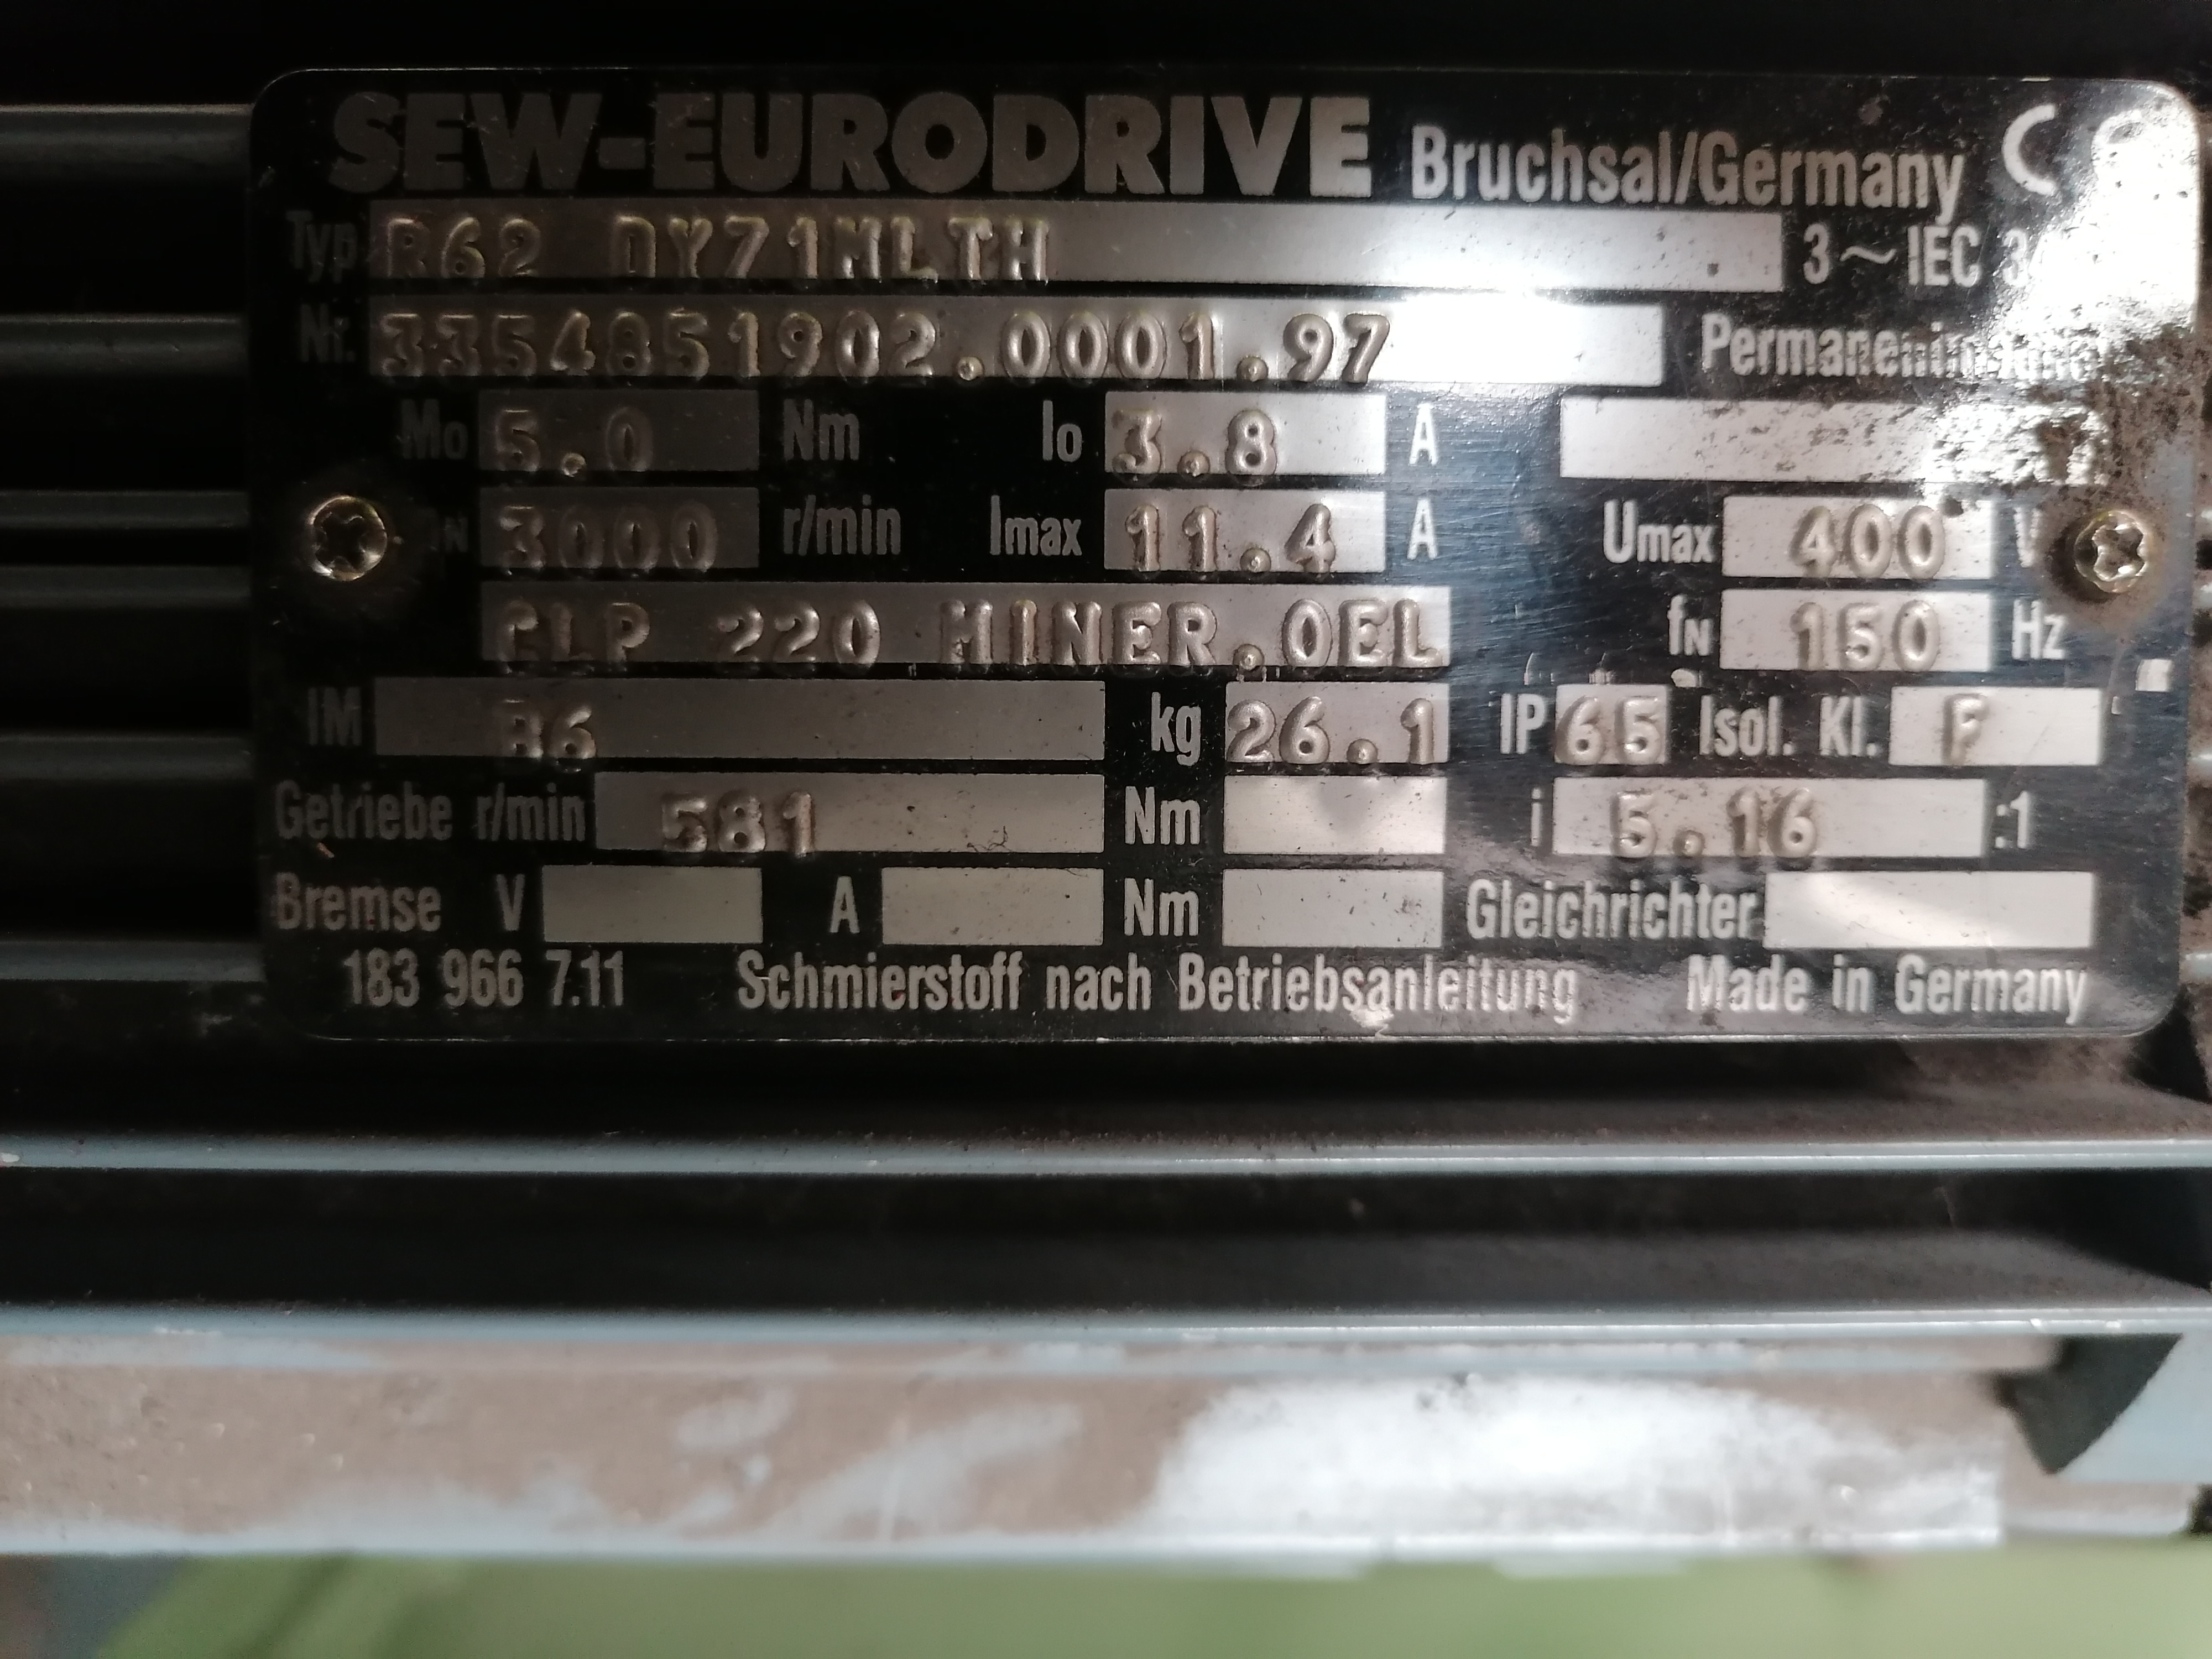 SEW-EURODRIVE Bruchsal/Germany CE
Typ R62 DY71MLTH 3~ IEC
Nr. 3354851902.0001.97
Mo 5.0 Nm Io 3.8 A
3000 r/min Imax 11.4 A Umax 400 V
CLP 220 MINER.OEL fN 150 Hz
IM B6 kg 26.1 IP 65 Isol. Kl. F
Getriebe r/min 581 Nm i 5.16 :1
Bremse V A Nm Gleichrichter
183 966 7.11 Schmierstoff nach Betriebsanleitung Made in Germany